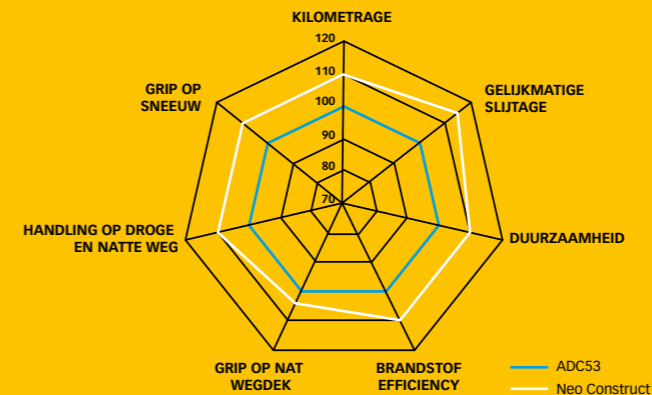 KILOMETRAGE
120
110
100
90
80
70
GELIJKMATIGE
SLIJTAGE
DUURZAAMHEID
BRANDSTOF
EFFICIENCY
GRIP OP NAT
WEGDEK
HANDLING OP DROGE
EN NATTE WEG
GRIP OP
SNEEUW
ADC53
Neo Construct